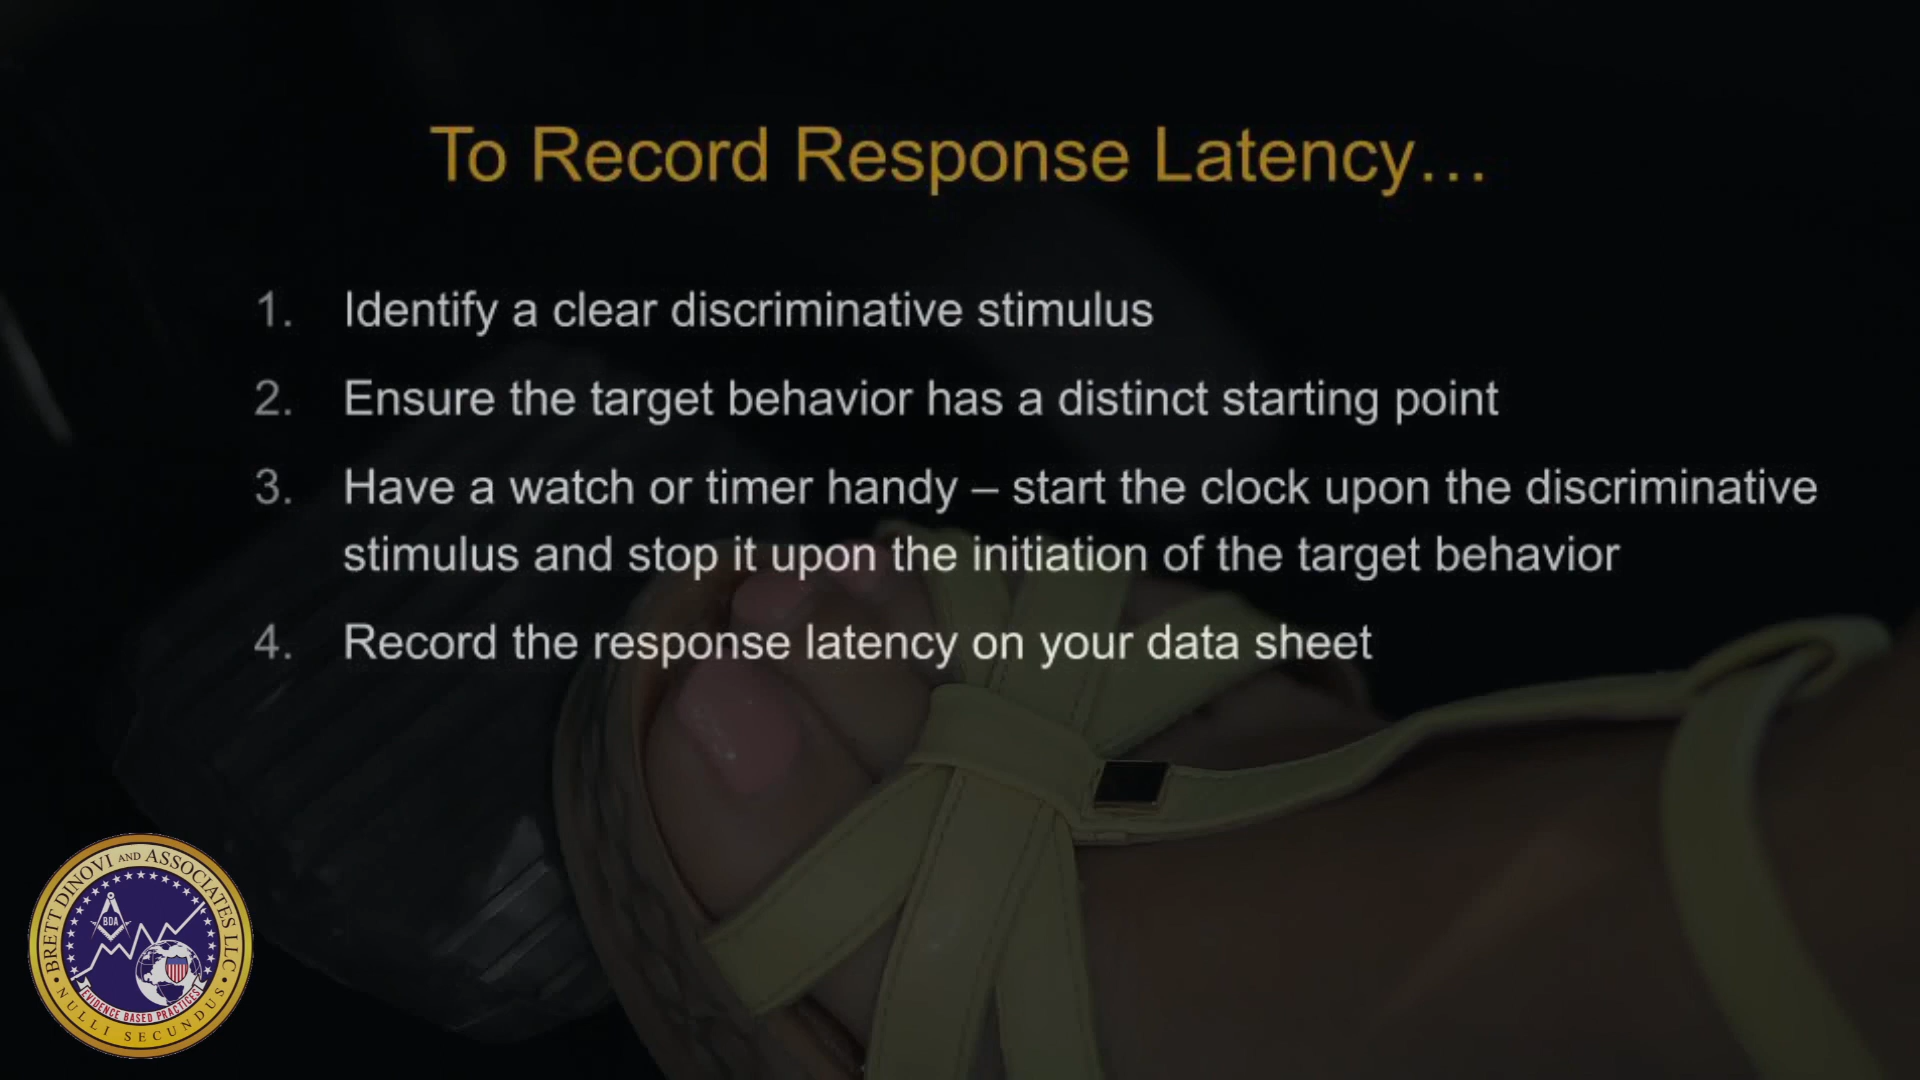 To Record Response Latency…
1. Identify a clear discriminative stimulus
2. Ensure the target behavior has a distinct starting point
3. Have a watch or timer handy – start the clock upon the discriminative
stimulus and stop it upon the initiation of the target behavior
4. Record the response latency on your data sheet
BRETT DINOVI AND ASSOCIATES LLC
BDA
EVIDENCE BASED PRACTICES
• NULLI SECUNDUS •